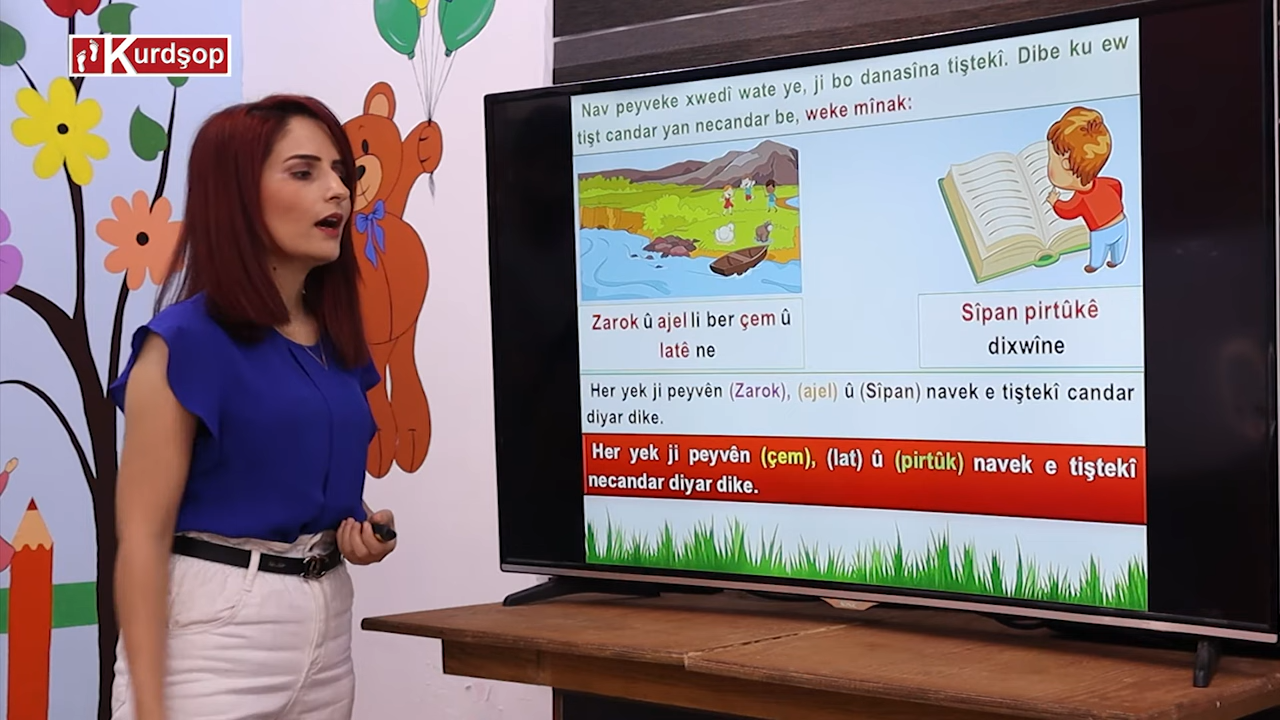 Kurdşop
Nav peyveke xwedî wate ye, ji bo danasîna tiştekî. Dibe ku ew
tişt candar yan necandar be, weke mînak:
Zarok û ajel li ber çem û
latê ne
Sîpan pirtûkê
dixwîne
Her yek ji peyvên (Zarok), (ajel) û (Sîpan) navek e tiştekî candar
diyar dike.
Her yek ji peyvên (çem), (lat) û (pirtûk) navek e tiştekî
necandar diyar dike.